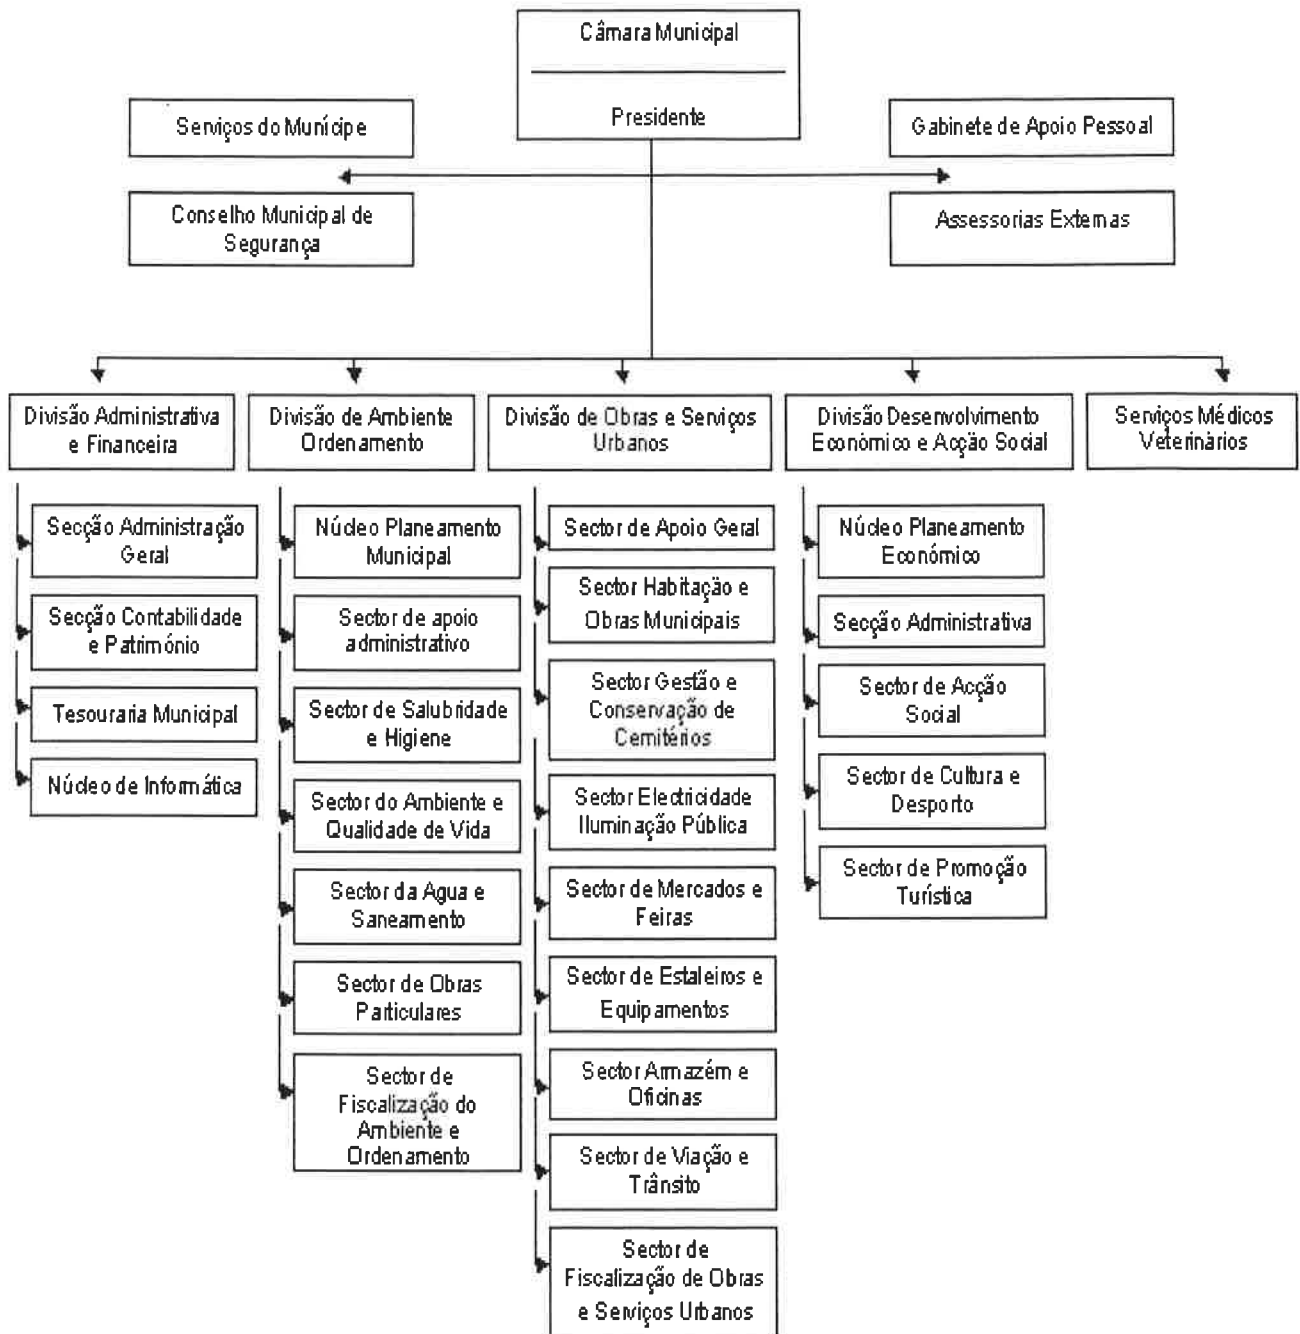 Câmara Municipal
Presidente
Serviços do Munícipe
Gabinete de Apoio Pessoal
Conselho Municipal de
Segurança
Assessorias Externas
Divisão Administrativa
e Financeira
Divisão de Ambiente
Ordenamento
Divisão de Obras e Serviços
Urbanos
Divisão Desenvolvimento
Económico e Acção Social
Serviços Médicos
Veterinários
Secção Administração
Geral
Secção Contabilidade
e Património
Tesouraria Municipal
Núcleo de Informática
Núcleo Planeamento
Municipal
Sector de apoio
administrativo
Sector de Salubridade
e Higiene
Sector do Ambiente e
Qualidade de Vida
Sector da Agua e
Saneamento
Sector de Obras
Particulares
Sector de
Fiscalização do
Ambiente e
Ordenamento
Sector de Apoio Geral
Sector Habitação e
Obras Municipais
Sector Gestão e
Conservação de
Cemitérios
Sector Electricidade
Iluminação Pública
Sector de Mercados e
Feiras
Sector de Estaleiros e
Equipamentos
Sector Armazém e
Oficinas
Sector de Viação e
Trânsito
Sector de
Fiscalização de Obras
e Serviços Urbanos
Núcleo Planeamento
Económico
Secção Administrativa
Sector de Acção
Social
Sector de Cultura e
Desporto
Sector de Promoção
Turística